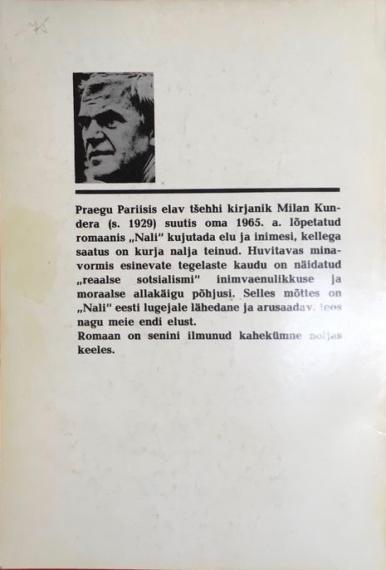 75
Praegu Pariisis elav tšehhi kirjanik Milan Kun-
dera (s. 1929) suutis oma 1965. a. lõpetatud
romaanis „Nali" kujutada elu ja inimesi, kellega
saatus on kurja nalja teinud. Huvitavas mina-
vormis esinevate tegelaste kaudu on näidatud
„reaalse sotsialismi" inimvaenulikkuse ja
moraalse allakäigu põhjusi. Selles mõttes on
„Nali" eesti lugejale lähedane ja arusaadav teos
nagu meie endi elust.
Romaan on senini ilmunud kahekümne neljas
keeles.